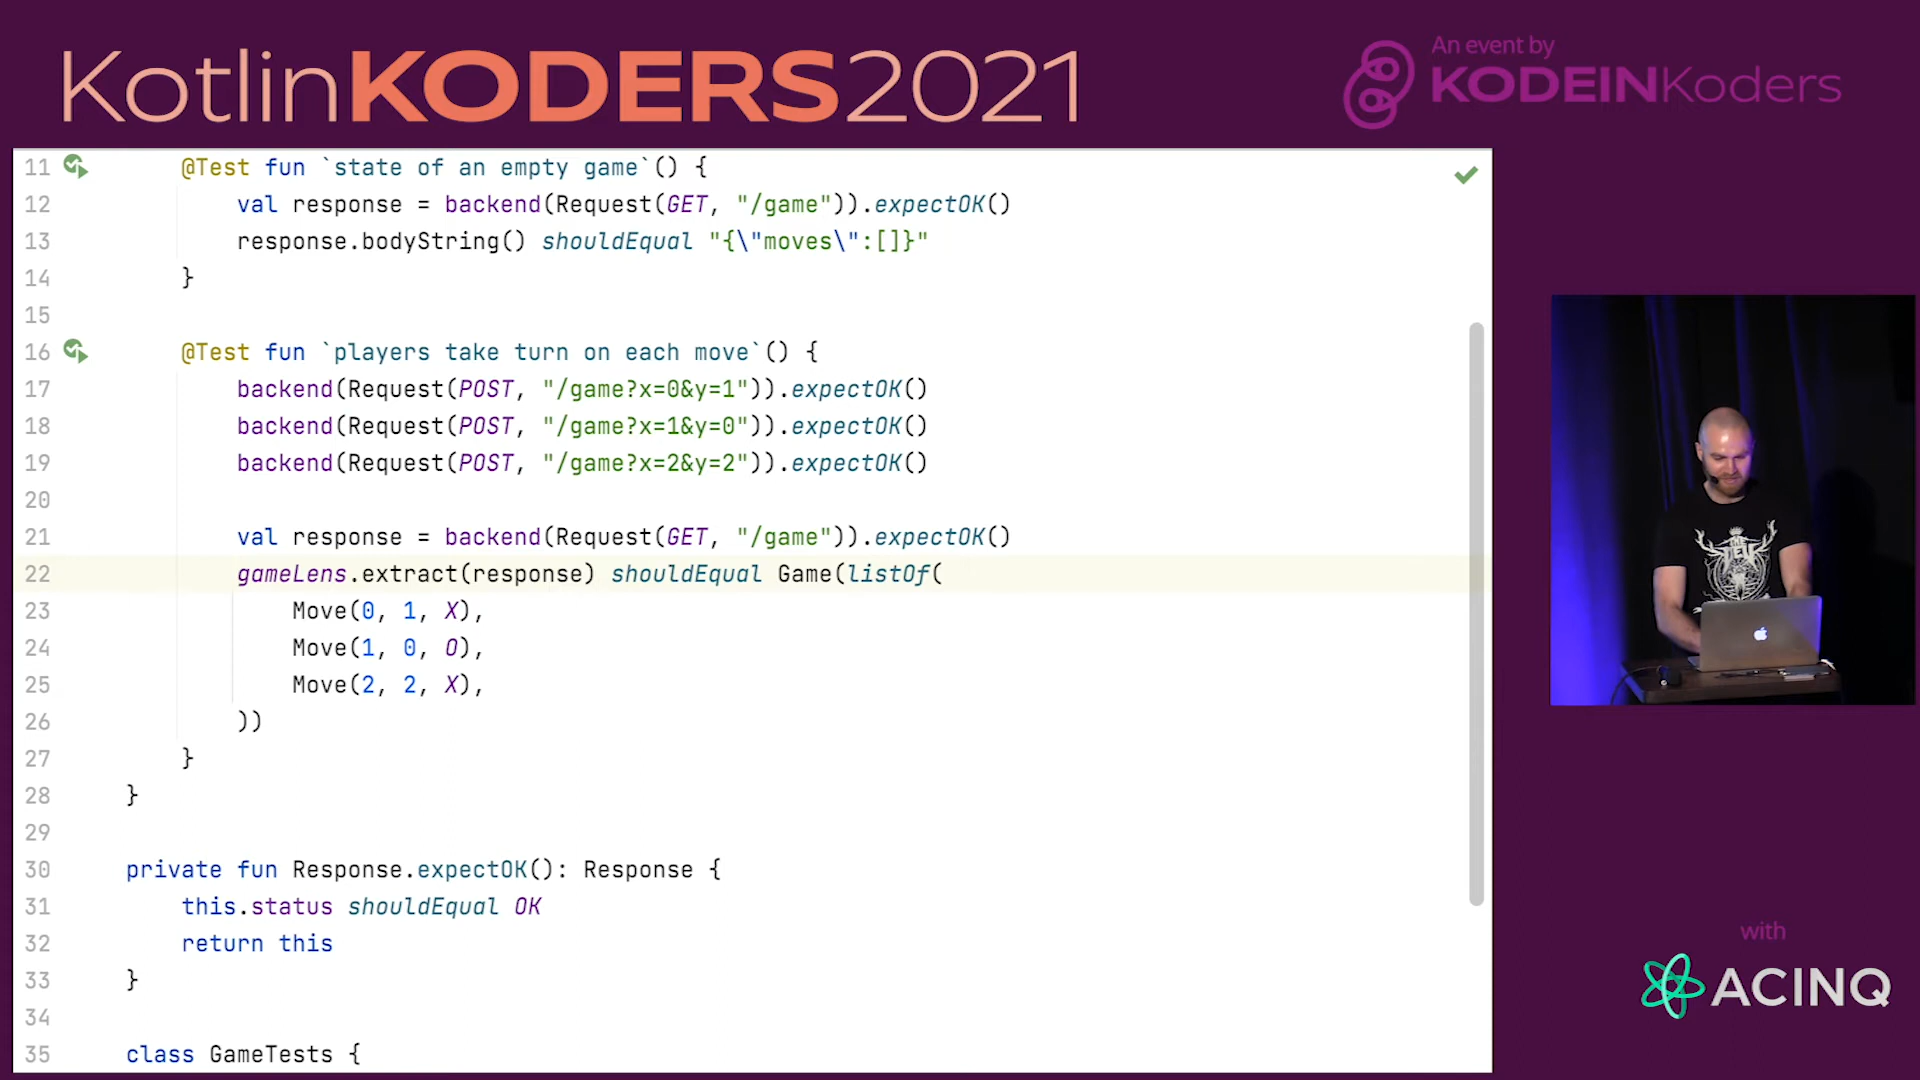 KotlinKODERS2021
An event by
KODEINKoders
11 @Test fun `state of an empty game`() {
12 val response = backend(Request(GET, "/game")).expectOK()
13 response.bodyString() shouldEqual "{\"moves\":[]}"
14 }
15
16 @Test fun `players take turn on each move`() {
17 backend(Request(POST, "/game?x=0&y=1")).expectOK()
18 backend(Request(POST, "/game?x=1&y=0")).expectOK()
19 backend(Request(POST, "/game?x=2&y=2")).expectOK()
20
21 val response = backend(Request(GET, "/game")).expectOK()
22 gameLens.extract(response) shouldEqual Game(listOf(
23 Move(0, 1, X),
24 Move(1, 0, O),
25 Move(2, 2, X),
26 ))
27 }
28 }
29
30 private fun Response.expectOK(): Response {
31 this.status shouldEqual OK
32 return this
33 }
34
35 class GameTests {
with
ACINQ